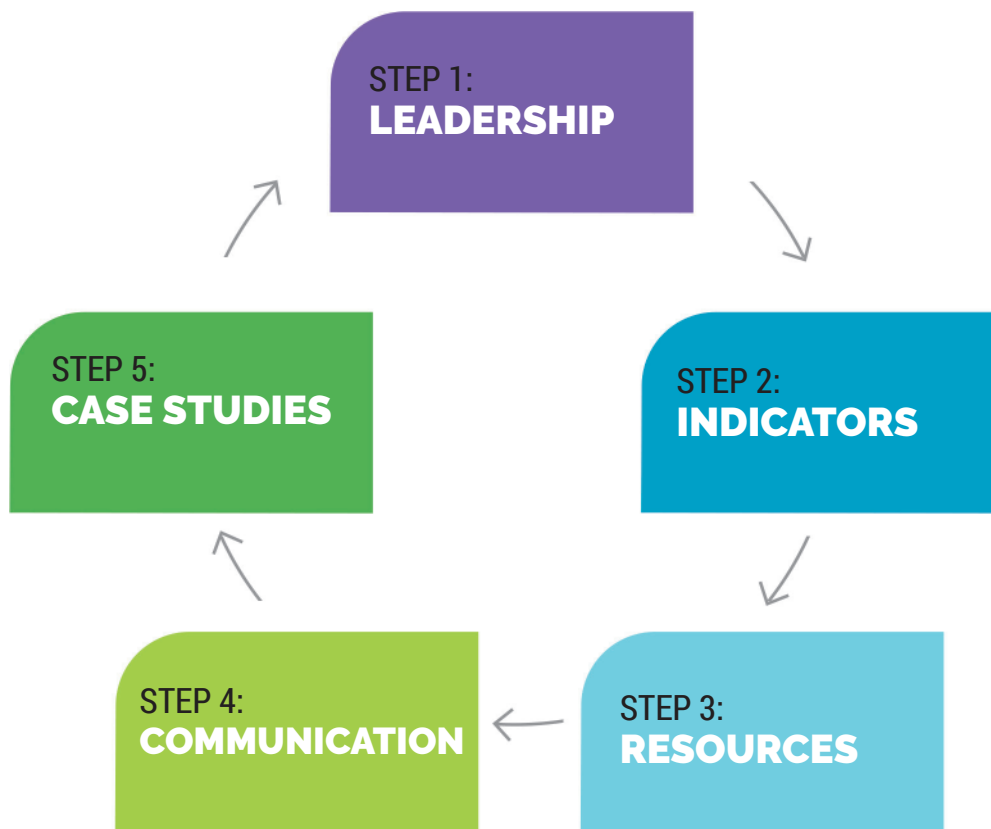 STEP 1:
LEADERSHIP
STEP 2:
INDICATORS
STEP 3:
RESOURCES
STEP 4:
COMMUNICATION
STEP 5:
CASE STUDIES